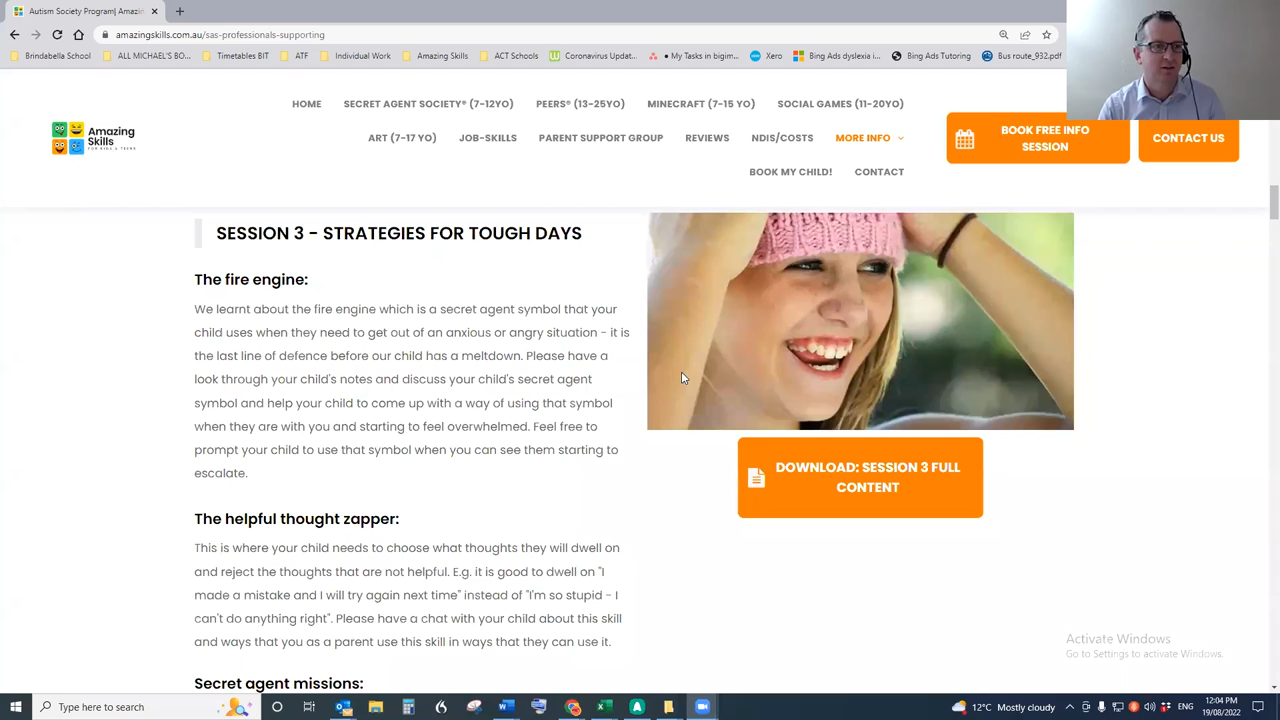 Autism Society Program| Amazi
amazingskills.com.au/sas-professionals-supporting
Brindabella School
ALL MICHAEL'S BO...
Timetables BIT
ATC
Individual Work
Amazing Skills
ACT Schools
Coronavirus Updat...
My Tasks in bigim...
Xero
Bing Ads dyslexia i...
Bing Ads Tutoring
Bus route_932.pdf
HOME
SECRET AGENT SOCIETY® (7-12YO)
PEERS® (13-25YO)
MINECRAFT (7-15 YO)
SOCIAL GAMES (11-20YO)
ART (7-17 YO)
JOB-SKILLS
PARENT SUPPORT GROUP
REVIEWS
NDIS/COSTS
MORE INFO
BOOK MY CHILD!
CONTACT
Amazing
Skills
FOR KIDS & TEENS
BOOK FREE INFO
SESSION
CONTACT US
SESSION 3 - STRATEGIES FOR TOUGH DAYS
The fire engine:
We learnt about the fire engine which is a secret agent symbol that your
child uses when they need to get out of an anxious or angry situation - it is
the last line of defence before our child has a meltdown. Please have a
look through your child's notes and discuss your child's secret agent
symbol and help your child to come up with a way of using that symbol
when they are with you and starting to feel overwhelmed. Feel free to
prompt your child to use that symbol when you can see them starting to
escalate.
The helpful thought zapper:
This is where your child needs to choose what thoughts they will dwell on
and reject the thoughts that are not helpful. E.g. it is good to dwell on "I
made a mistake and I will try again next time" instead of "I'm so stupid - I
can't do anything right". Please have a chat with your child about this skill
and ways that you as a parent use this skill in ways that they can use it.
Secret agent missions:
DOWNLOAD: SESSION 3 FULL
CONTENT
Activate Windows
Go to Settings to activate Windows.
Type here to search
12°C Mostly cloudy
12:04 PM
19/08/2022